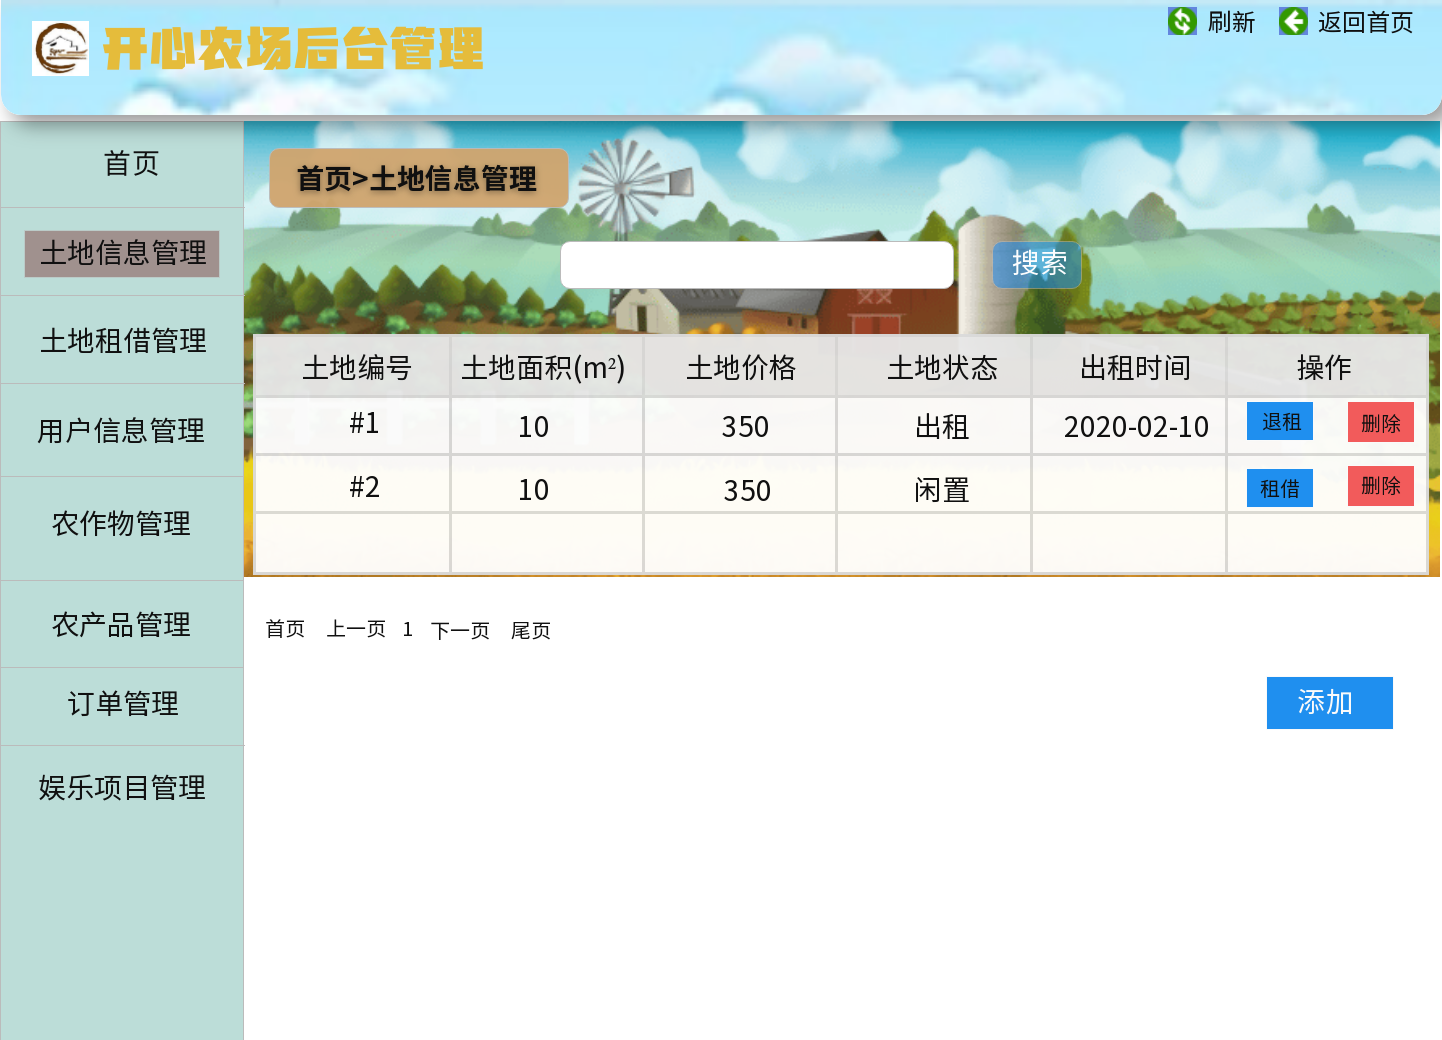 开心农场后台管理
刷新 返回首页
首页
土地信息管理
土地租借管理
用户信息管理
农作物管理
农产品管理
订单管理
娱乐项目管理
首页>土地信息管理
搜索
土地编号 土地面积(m²) 土地价格 土地状态 出租时间 操作
#1 10 350 出租 2020-02-10 退租 删除
#2 10 350 闲置 租借 删除
首页 上一页 1 下一页 尾页
添加